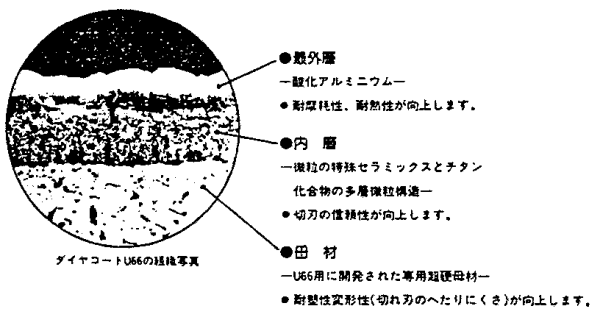 ●最外層
―酸化アルミニウム―
●耐摩耗性、耐熱性が向上します。
●内　層
―微粒の特殊セラミックスとチタン
化合物の多層微粒構造―
●切刃の信頼性が向上します。
●母　材
―U66用に開発された専用超硬母材―
●耐塑性変形性(切れ刃のへたりにくさ)が向上します。
ダイヤコートU66の組織写真